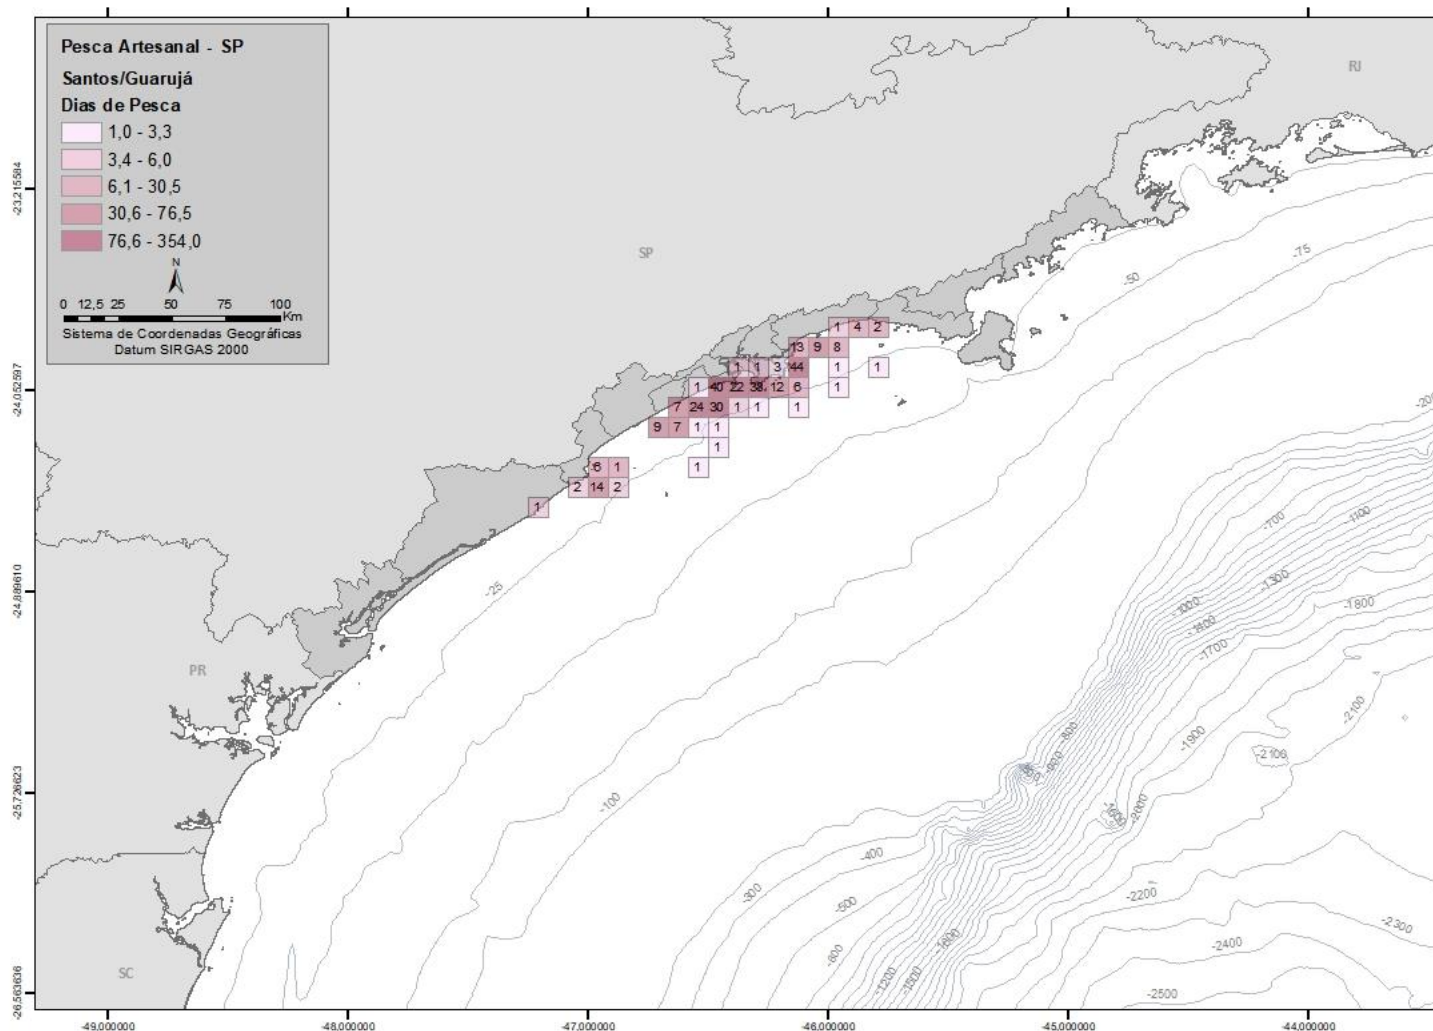 Pesca Artesanal - SP
Santos/Guarujá
Dias de Pesca
1,0 - 3,3
3,4 - 6,0
6,1 - 30,5
30,6 - 76,5
76,6 - 354,0
N
0 12,5 25 50 75 100
Km
Sistema de Coordenadas Geográficas
Datum SIRGAS 2000
RJ
SP
PR
SC
-23,215584
-24,052597
-24,889610
-25,726623
-26,563636
1 4 2
13 9 8
1 1 3 44 1 1
1 40 22 12 6 1
7 24 30 1 1 1
9 7 1 1
1
1 1
2 14 2
1
-50
-75
-25
-100
-700
-1100
-1300
-1800
-1400
-1700
-2100
-1900
-2100
-800
-900
-2000
-400
-300
-500
-2200
-2300
-2400
-2500
-1200
-49,000000 -48,000000 -47,000000 -46,000000 -45,000000 -44,000000